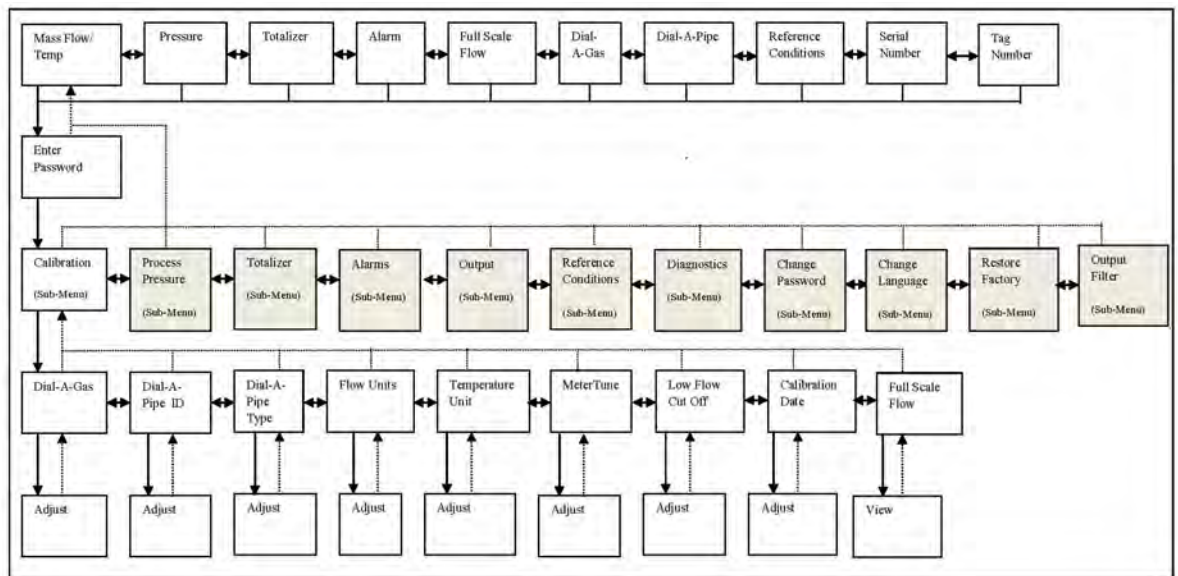 Mass Flow/
Temp
Pressure
Totalizer
Alarm
Full Scale
Flow
Dial-
A-Gas
Dial-A-Pipe
Reference
Conditions
Serial
Number
Tag
Number
Enter
Password
Calibration
(Sub-Menu)
Process
Pressure
(Sub-Menu)
Totalizer
(Sub-Menu)
Alarms
(Sub-Menu)
Output
(Sub-Menu)
Reference
Conditions
(Sub-Menu)
Diagnostics
(Sub-Menu)
Change
Password
(Sub-Menu)
Change
Language
(Sub-Menu)
Restore
Factory
(Sub-Menu)
Output
Filter
(Sub-Menu)
Dial-A-Gas
Dial-A-
Pipe ID
Dial-A-
Pipe
Type
Flow Units
Temperature
Unit
MeterTune
Low Flow
Cut Off
Calibration
Date
Full Scale
Flow
Adjust
Adjust
Adjust
Adjust
Adjust
Adjust
Adjust
Adjust
View